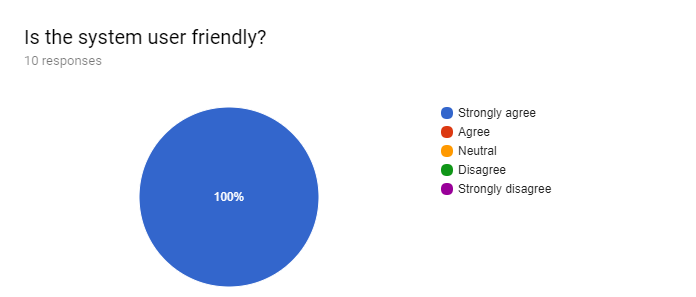 Is the system user friendly?
10 responses
100%
Strongly agree
Agree
Neutral
Disagree
Strongly disagree